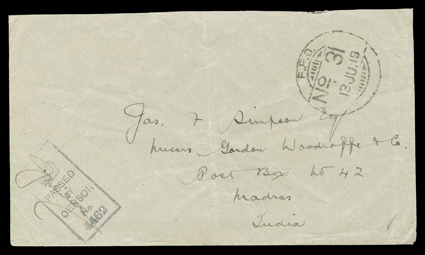 F.P.O.
No. 31
13 JU. 19
Jas. F. Simpson Esq
Messrs Gordon Woodroffe & Co.
Post Box No 42
Madras
India
PASSED
BY
CENSOR
No.
4462